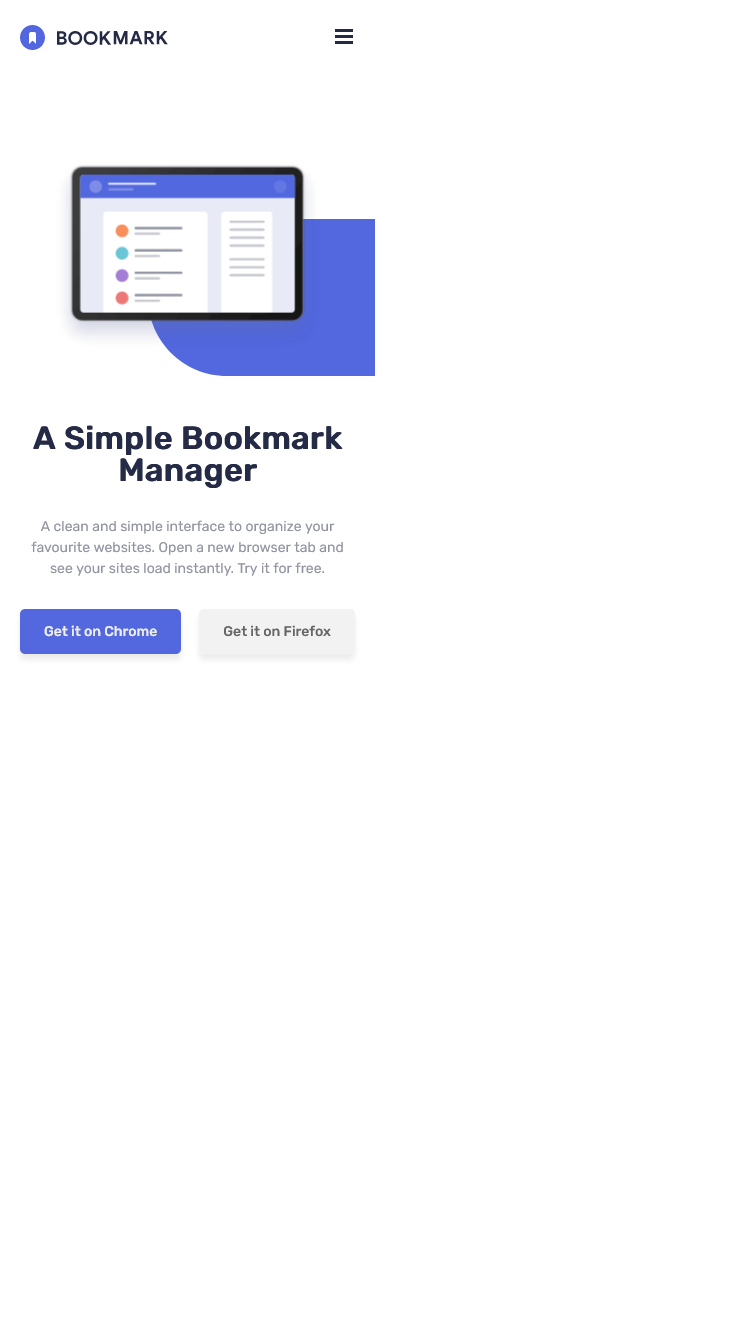 BOOKMARK
A Simple Bookmark
Manager
A clean and simple interface to organize your
favourite websites. Open a new browser tab and
see your sites load instantly. Try it for free.
Get it on Chrome
Get it on Firefox